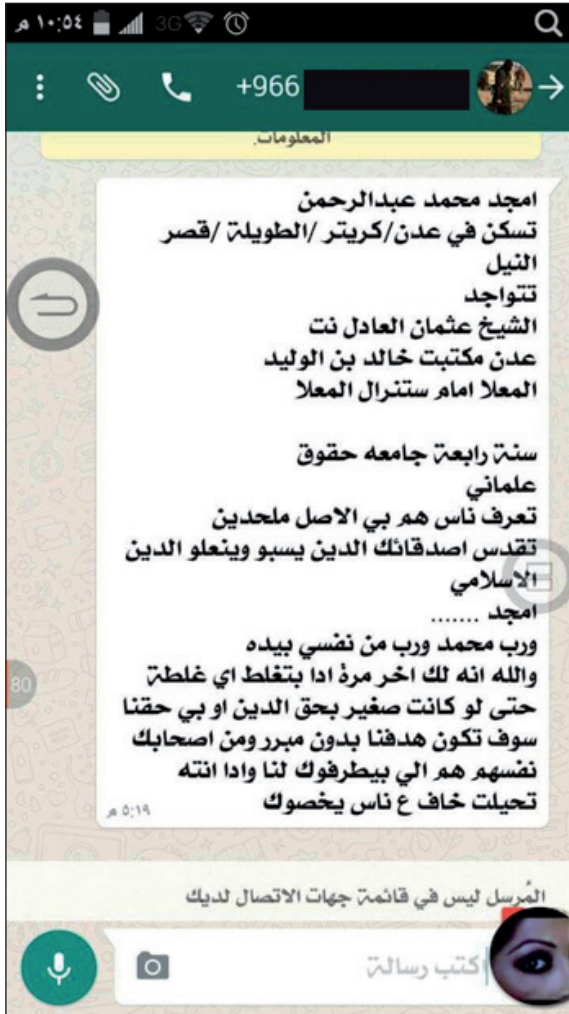 ١٠:٥٤ م
3G
+966
المعلومات.
امجد محمد عبدالرحمن
تسكن في عدن/كريتر /الطويلة /قصر
النيل
تتواجد
الشيخ عثمان العادل نت
عدن مكتبت خالد بن الوليد
المعلا امام ستنرال المعلا
سنة رابعة جامعه حقوق
علماني
تعرف ناس هم بي الاصل ملحدين
تقدس اصدقائك الدين يسبو وينعلو الدين
الاسلامي
امجد .......
ورب محمد ورب من نفسي بيده
والله انه لك اخر مرة ادا بتغلط اي غلطة
حتى لو كانت صغير بحق الدين او بي حقنا
سوف تكون هدفنا بدون مبرر ومن اصحابك
نفسهم هم الي بيطرفوك لنا وادا انته
تحيلت خاف ع ناس يخصوك
٥:١٩ م
80
المُرسل ليس في قائمة جهات الاتصال لديك
اكتب رسالة